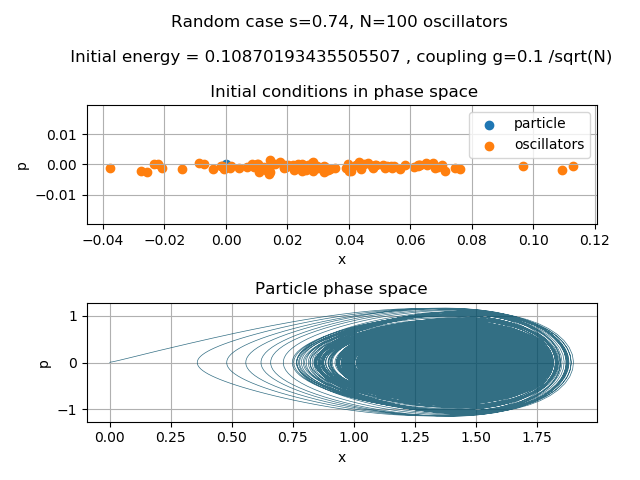 Random case s=0.74, N=100 oscillators
Initial energy = 0.10870193435505507 , coupling g=0.1 /sqrt(N)
Initial conditions in phase space
particle
oscillators
0.01
0.00
−0.01
p
−0.04 −0.02 0.00 0.02 0.04 0.06 0.08 0.10 0.12
x
Particle phase space
1
0
−1
p
0.00 0.25 0.50 0.75 1.00 1.25 1.50 1.75
x